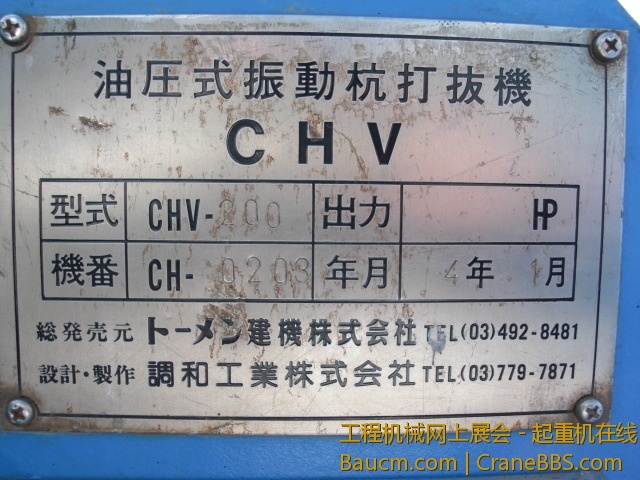 油圧式振動杭打抜機
CHV
型式 CHV-200 出力 HP
機番 CH-0203 年月 4年 1月
総発売元 トーメン建機株式会社 TEL(03)492-8481
設計・製作 調和工業株式会社 TEL(03)779-7871
工程机械网上展会 - 起重机在线
Baucm.com | CraneBBS.com